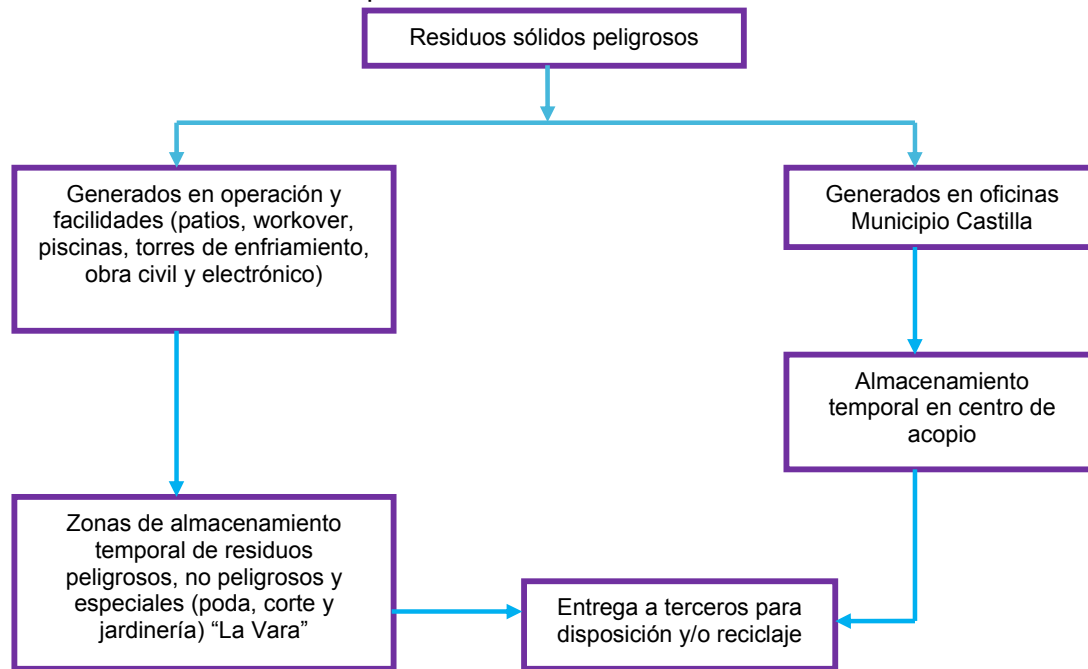 Residuos sólidos peligrosos
Generados en operación y
facilidades (patios, workover,
piscinas, torres de enfriamiento,
obra civil y electrónico)
Generados en oficinas
Municipio Castilla
Almacenamiento
temporal en centro de
acopio
Zonas de almacenamiento
temporal de residuos
peligrosos, no peligrosos y
especiales (poda, corte y
jardinería) “La Vara”
Entrega a terceros para
disposición y/o reciclaje